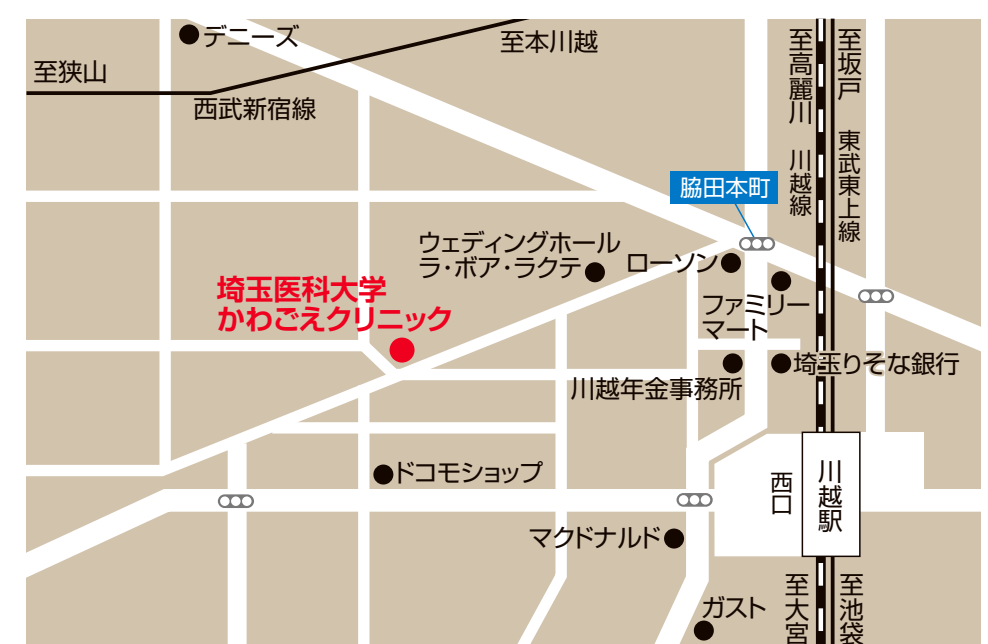 デニーズ
至本川越
至狭山
西武新宿線
至高麗川 川越線
至坂戸 東武東上線
脇田本町
ウェディングホール
ラ・ボア・ラクテ
ローソン
ファミリー
マート
埼玉医科大学
かわごえクリニック
埼玉りそな銀行
川越年金事務所
ドコモショップ
西口
川越駅
マクドナルド
ガスト
至大宮
至池袋